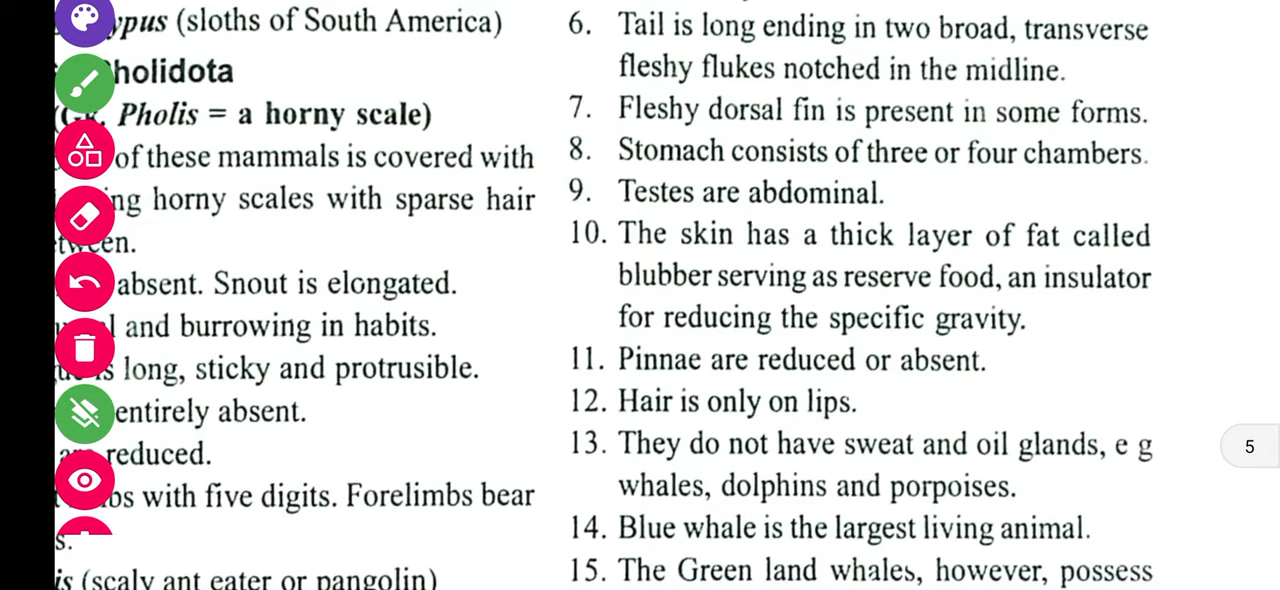 ypus (sloths of South America)
holidota
Pholis = a horny scale)
of these mammals is covered with
ng horny scales with sparse hair
een.
absent. Snout is elongated.
and burrowing in habits.
long, sticky and protrusible.
entirely absent.
reduced.
with five digits. Forelimbs bear
s.
is (scaly ant eater or pangolin)
6. Tail is long ending in two broad, transverse
fleshy flukes notched in the midline.
7. Fleshy dorsal fin is present in some forms.
8. Stomach consists of three or four chambers.
9. Testes are abdominal.
10. The skin has a thick layer of fat called
blubber serving as reserve food, an insulator
for reducing the specific gravity.
11. Pinnae are reduced or absent.
12. Hair is only on lips.
13. They do not have sweat and oil glands, e g
whales, dolphins and porpoises.
14. Blue whale is the largest living animal.
15. The Green land whales, however, possess
5